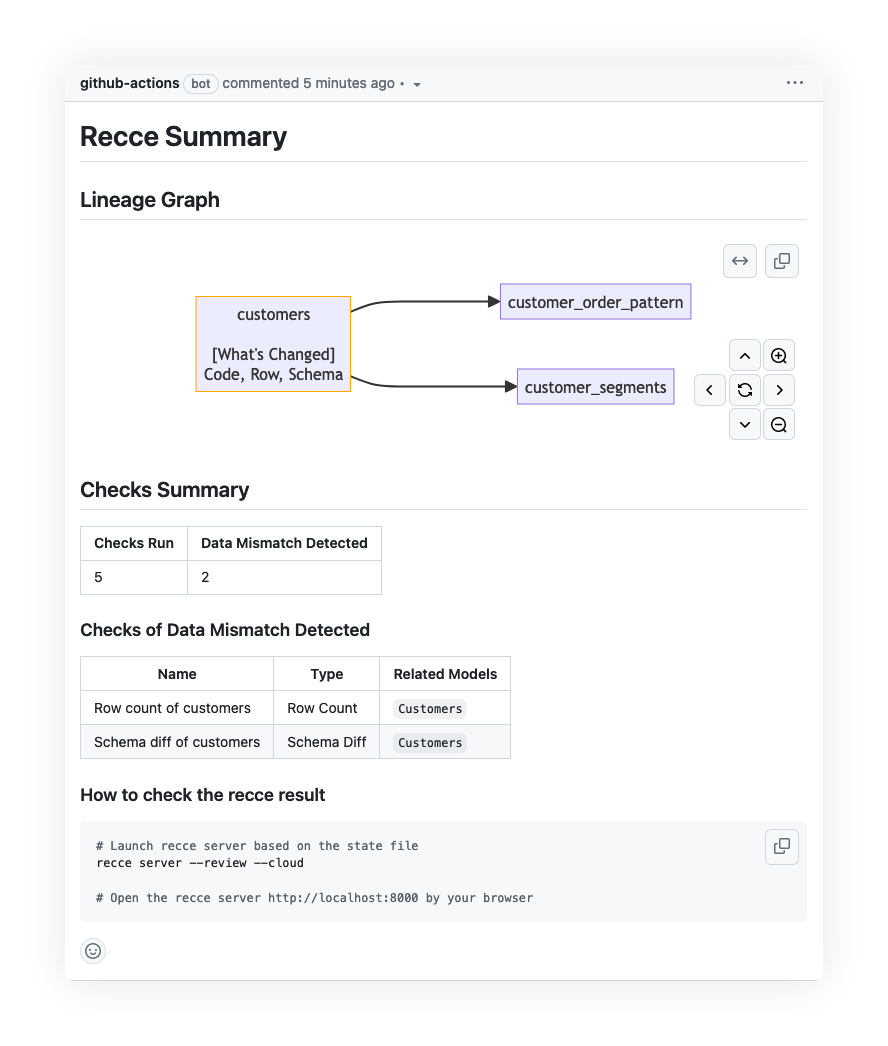 github-actions bot commented 5 minutes ago •
Recce Summary
Lineage Graph
customers
[What's Changed]
Code, Row, Schema
customer_order_pattern
customer_segments
Checks Summary
Checks Run Data Mismatch Detected
5 2
Checks of Data Mismatch Detected
Name Type Related Models
Row count of customers Row Count Customers
Schema diff of customers Schema Diff Customers
How to check the recce result
# Launch recce server based on the state file
recce server --review --cloud
# Open the recce server http://localhost:8000 by your browser